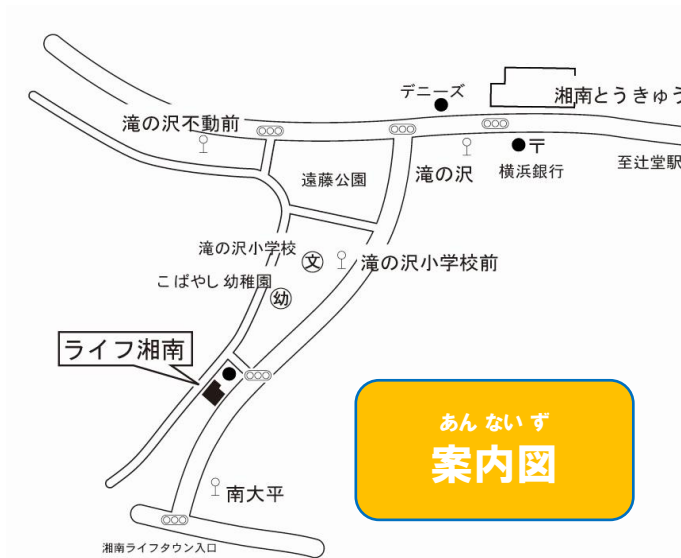 デニーズ
湘南とうきゅう
滝の沢不動前
〒
滝の沢
横浜銀行
至辻堂駅
遠藤公園
滝の沢小学校
文
滝の沢小学校前
こばやし幼稚園
幼
ライフ湘南
あんないず
案内図
南大平
湘南ライフタウン入口